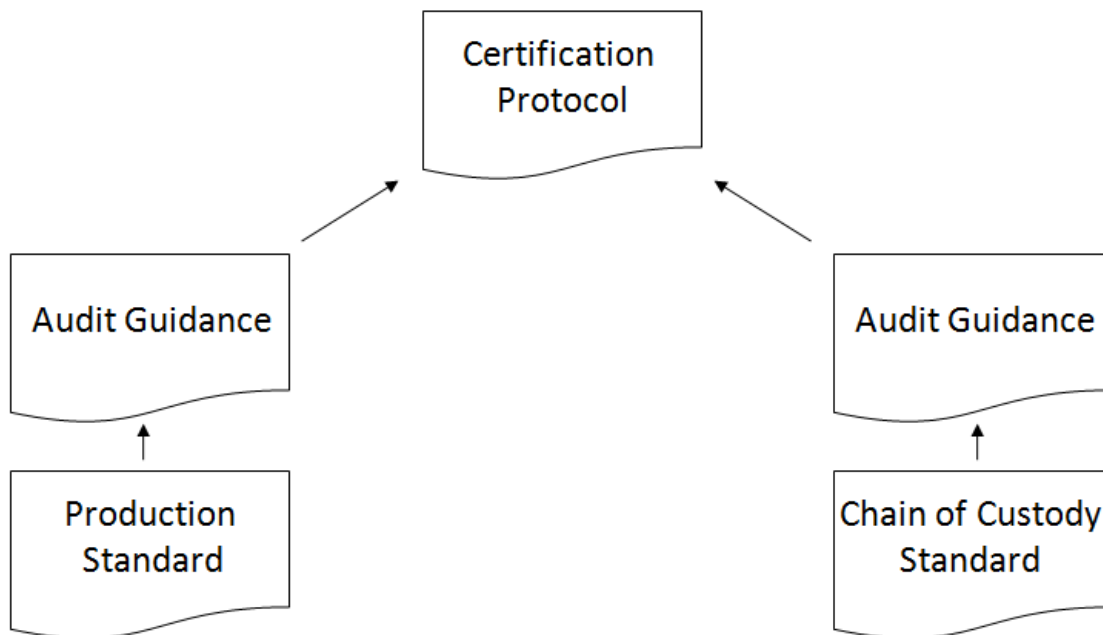 Certification
Protocol
Audit Guidance
Audit Guidance
Production
Standard
Chain of Custody
Standard